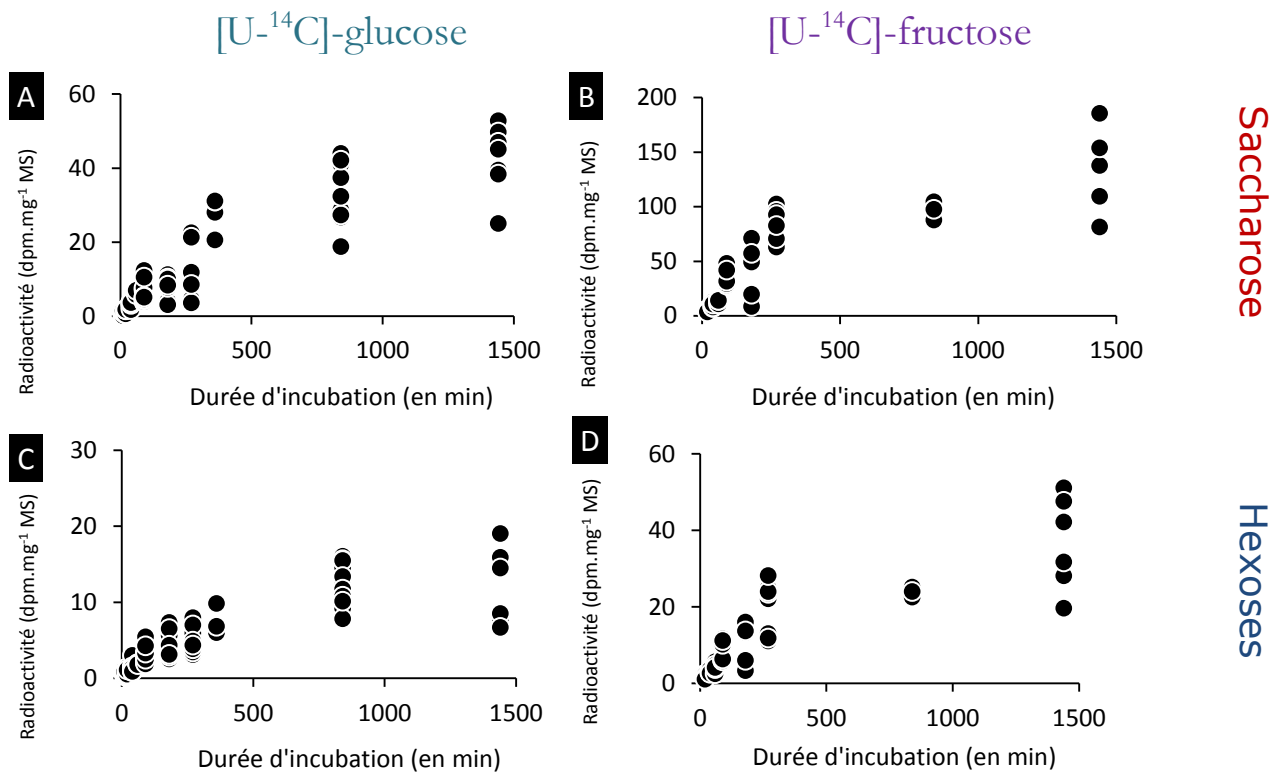 [U-¹⁴C]-glucose
[U-¹⁴C]-fructose
A
Radioactivité (dpm.mg⁻¹ MS)
60
40
20
0
0 500 1000 1500
Durée d'incubation (en min)
B
Radioactivité (dpm.mg⁻¹ MS)
200
150
100
50
0
0 500 1000 1500
Durée d'incubation (en min)
Saccharose
C
Radioactivité (dpm.mg⁻¹ MS)
30
20
10
0
0 500 1000 1500
Durée d'incubation (en min)
D
Radioactivité (dpm.mg⁻¹ MS)
60
40
20
0
0 500 1000 1500
Durée d'incubation (en min)
Hexoses